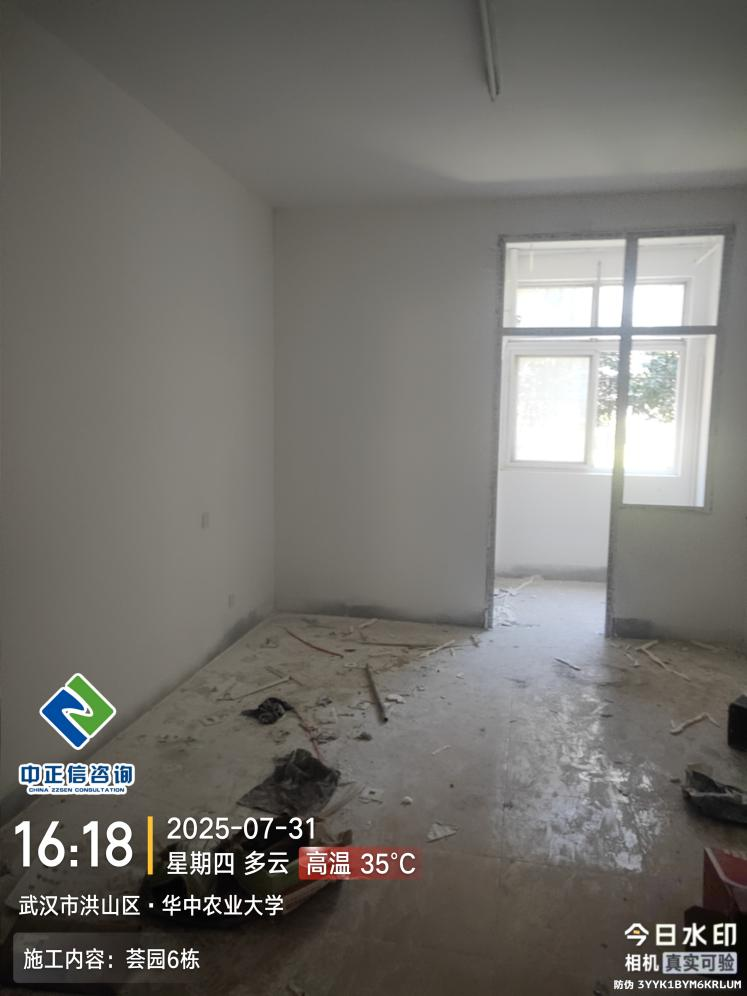 中正信咨询
CHINA ZZSEN CONSULTATION
16:18
2025-07-31
星期四 多云 高温 35℃
武汉市洪山区·华中农业大学
施工内容：荟园6栋
今日水印
相机 真实可验
防伪 3YYK1BYM6KRLUM